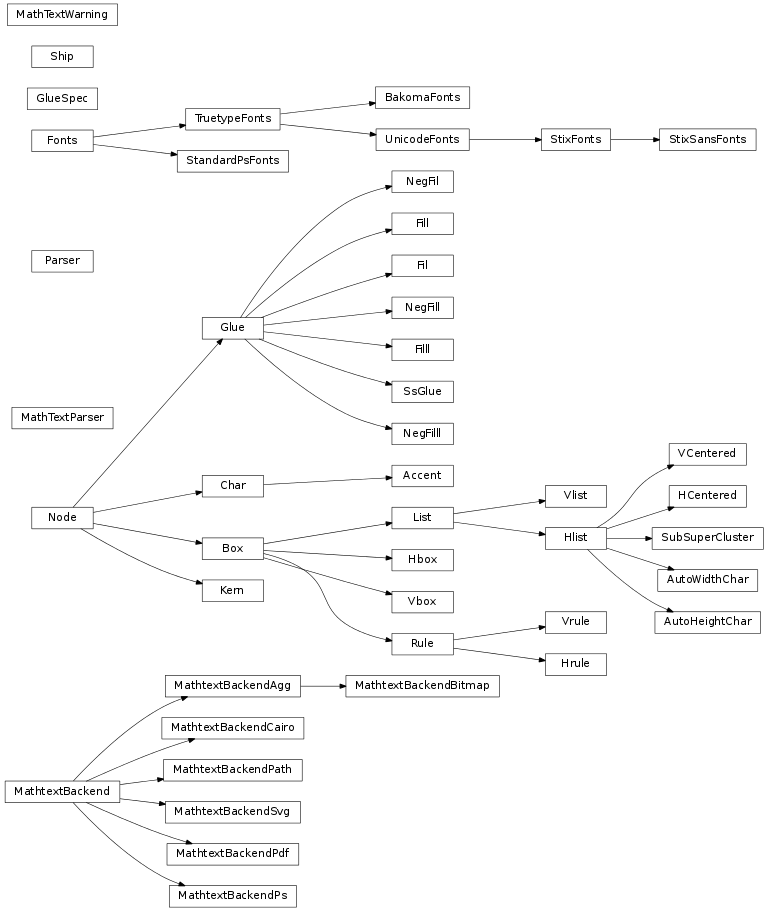 MathTextWarning
Ship
GlueSpec
Fonts
TruetypeFonts
StandardPsFonts
BakomaFonts
UnicodeFonts
StixFonts
StixSansFonts
Parser
MathTextParser
Node
Glue
NegFil
Fill
Fil
NegFill
Filll
SsGlue
NegFilll
Char
Accent
Box
List
Vlist
Hlist
VCentered
HCentered
SubSuperCluster
AutoWidthChar
AutoHeightChar
Hbox
Vbox
Rule
Vrule
Hrule
Kern
MathtextBackend
MathtextBackendAgg
MathtextBackendBitmap
MathtextBackendCairo
MathtextBackendPath
MathtextBackendSvg
MathtextBackendPdf
MathtextBackendPs